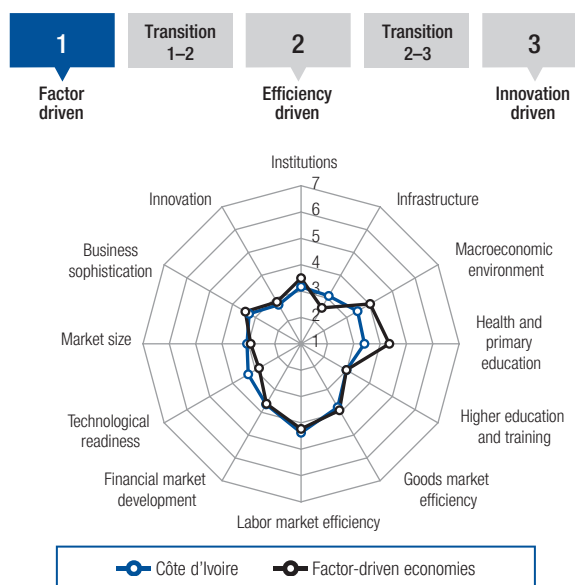 1
Transition
1–2
2
Transition
2–3
3
Factor
driven
Efficiency
driven
Innovation
driven
Institutions
Infrastructure
Macroeconomic
environment
Health and
primary
education
Higher education
and training
Goods market
efficiency
Labor market efficiency
Financial market
development
Technological
readiness
Market size
Business
sophistication
Innovation
7
6
5
4
3
2
1
Côte d'Ivoire
Factor-driven economies